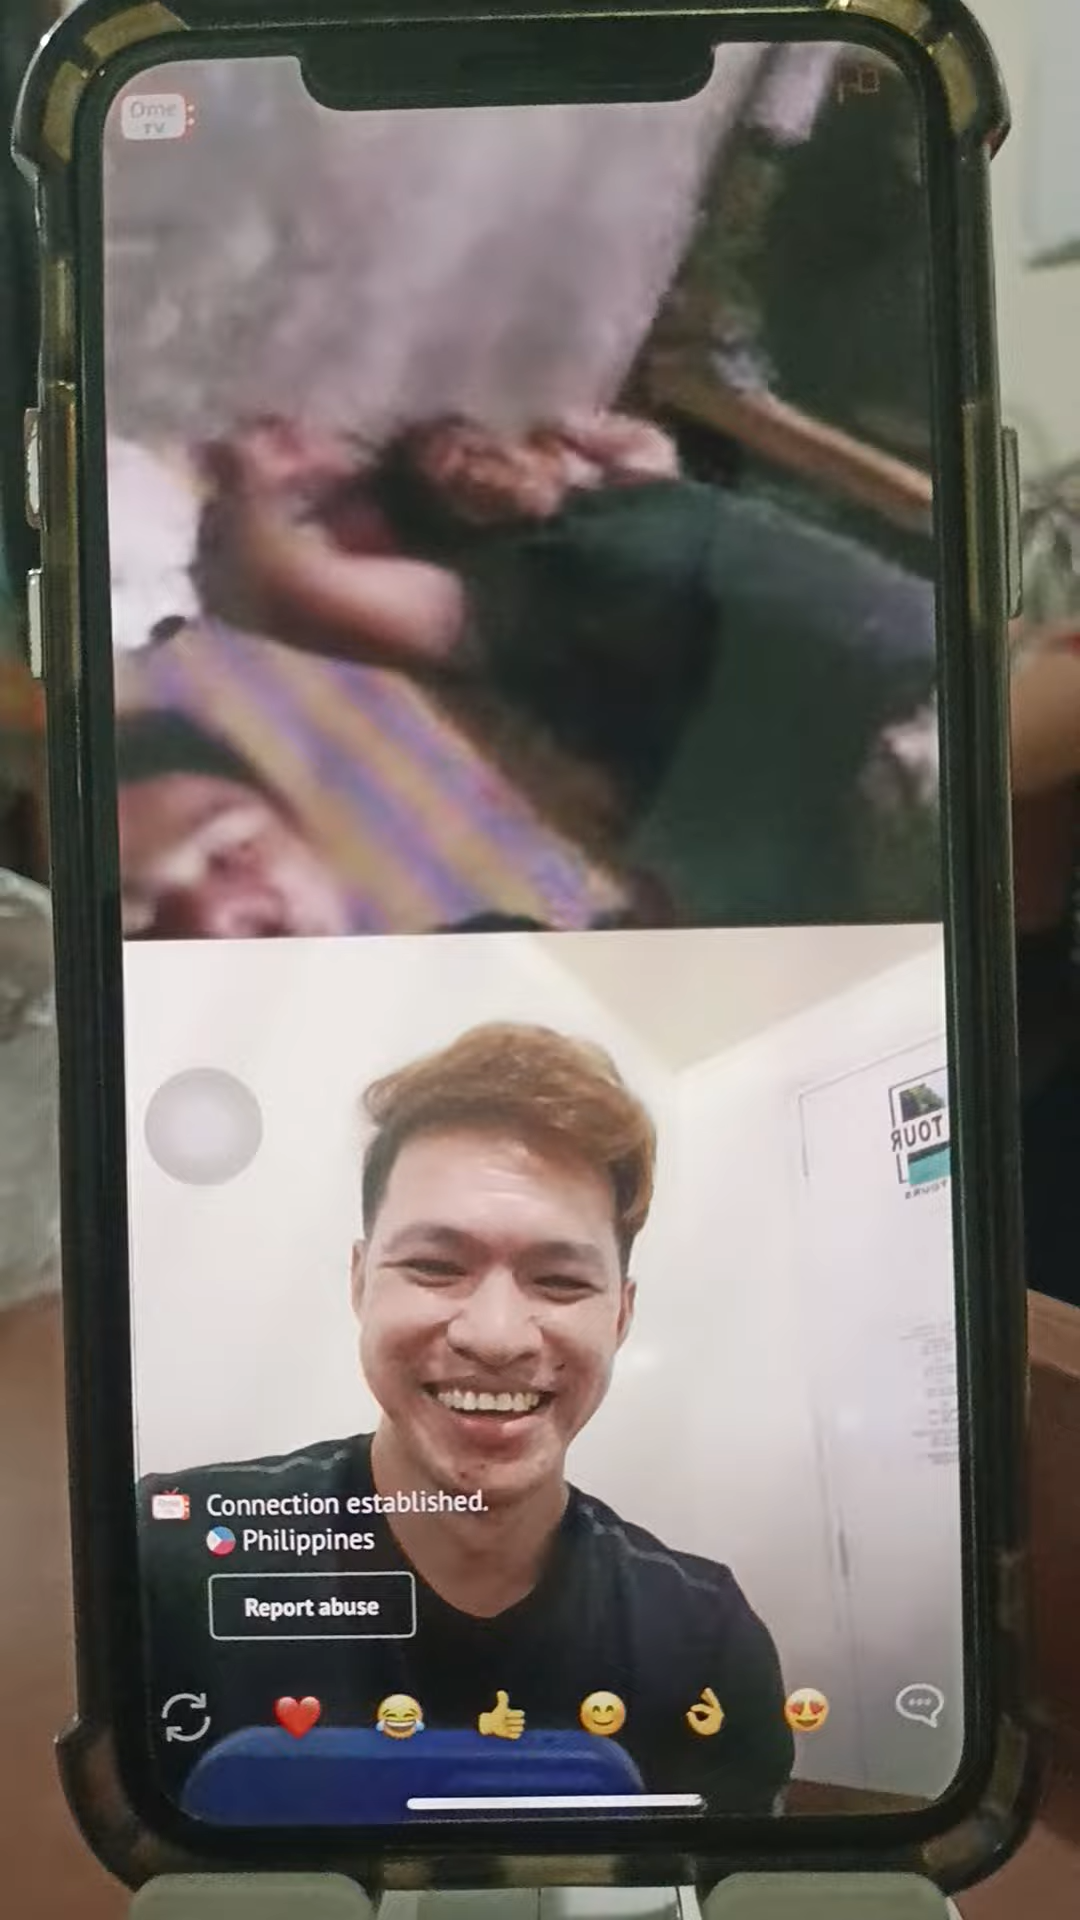 Ome
TV
TOUR
Connection established.
Philippines
Report abuse